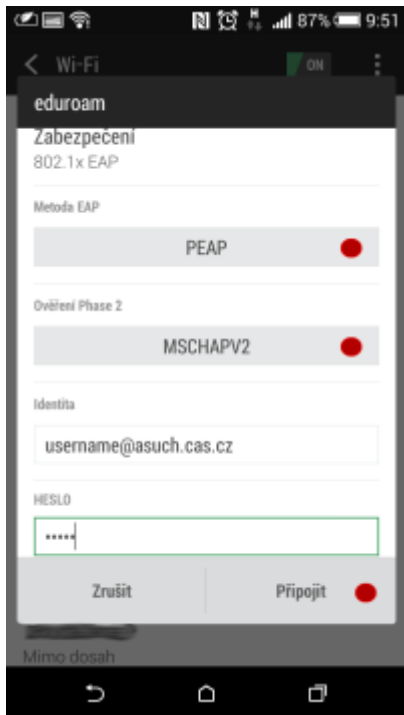 H 87% 9:51
Wi-Fi ON
eduroam
Zabezpečení
802.1x EAP
Metoda EAP
PEAP
Ověření Phase 2
MSCHAPV2
Identita
username@asuch.cas.cz
HESLO
•••••
Zrušit Připojit
Mimo dosah